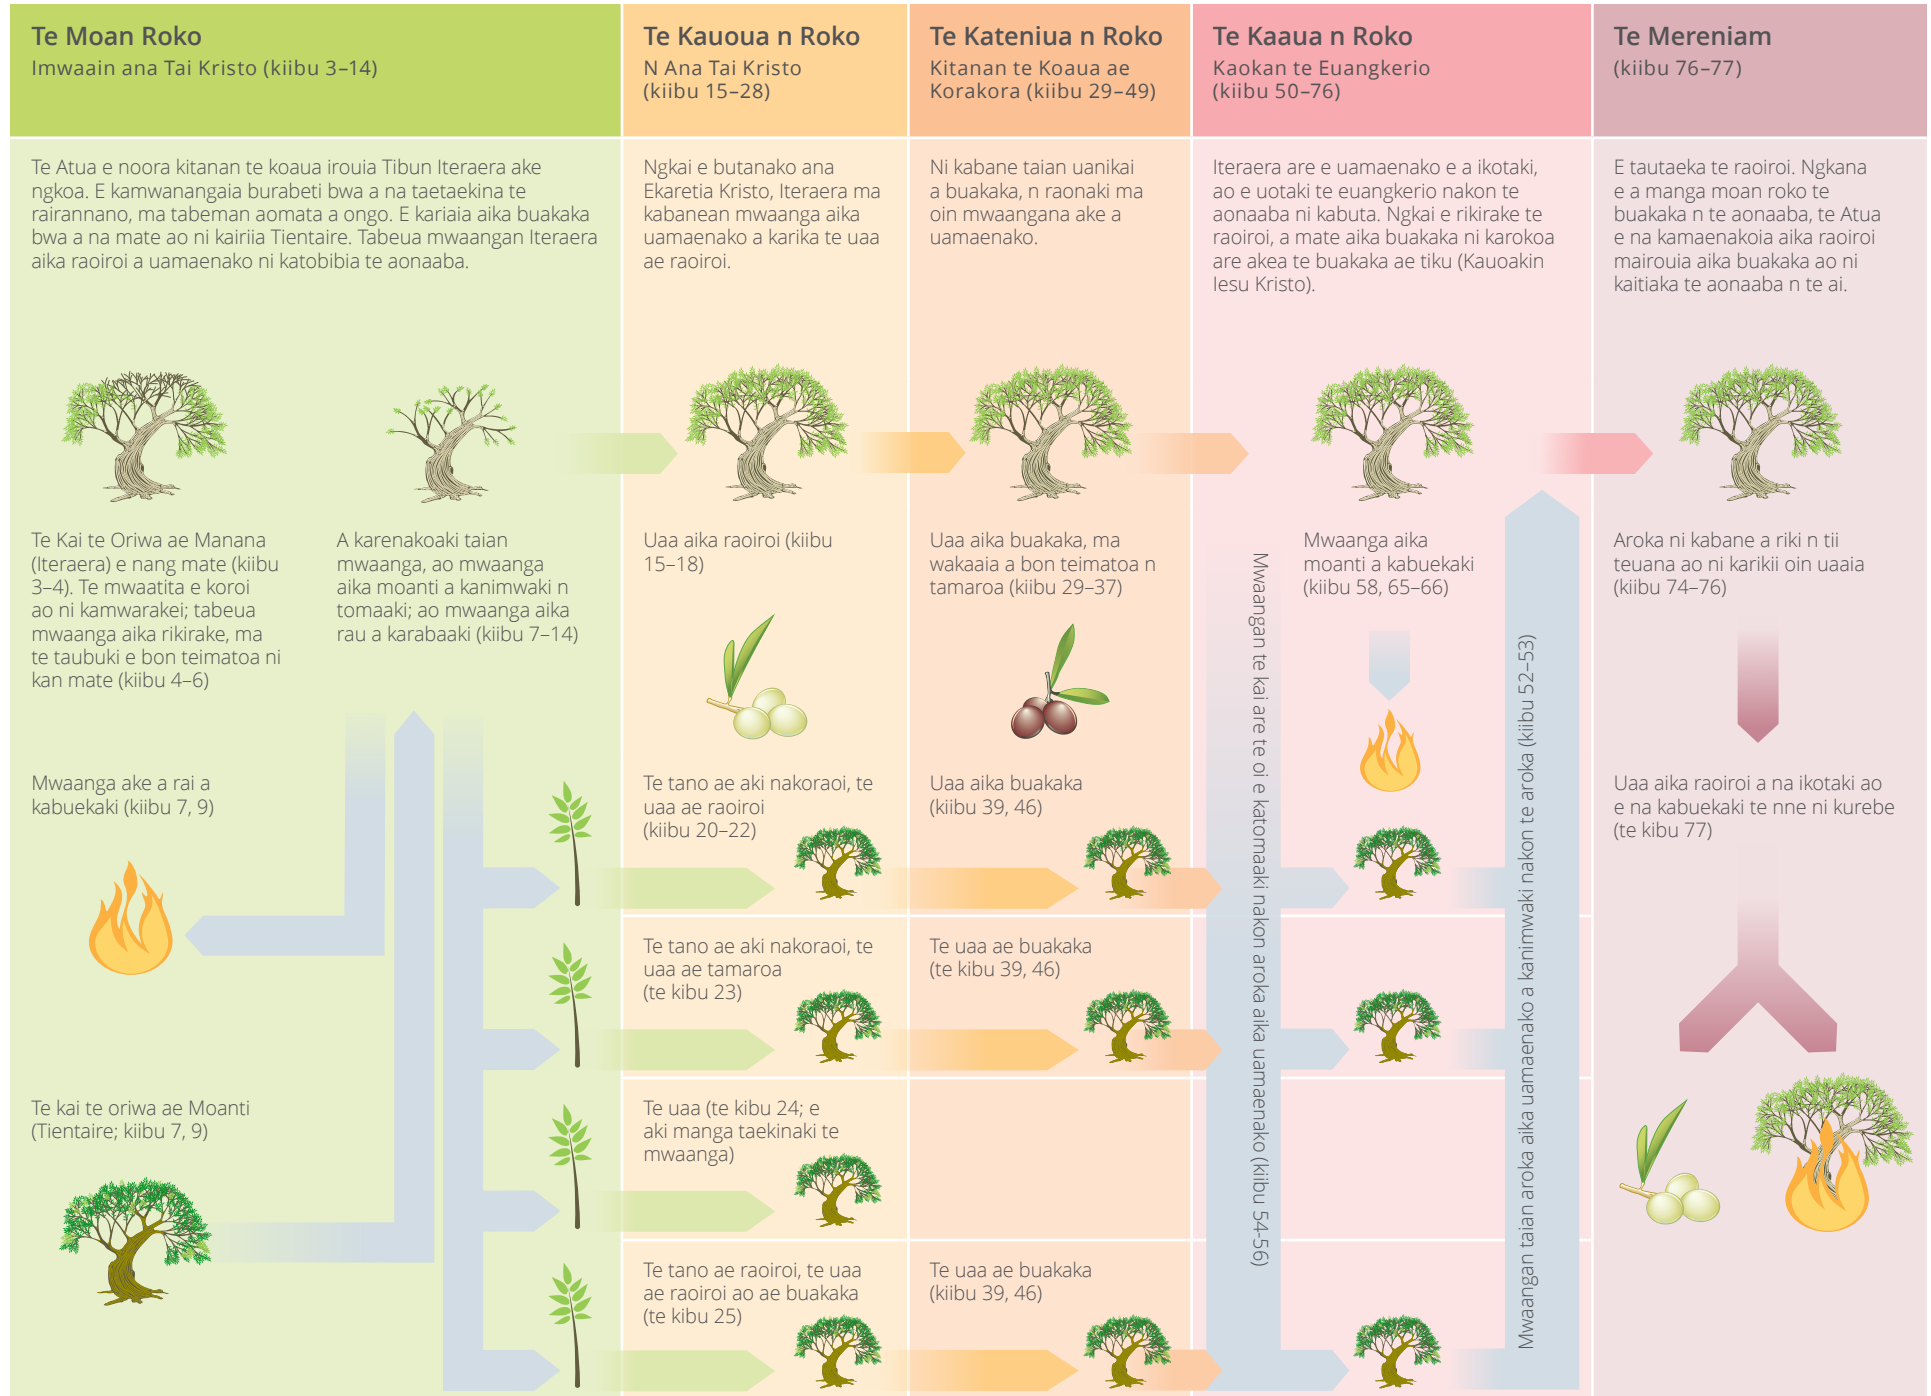 Te Moan Roko
Imwaain ana Tai Kristo (kiibu 3–14)
Te Kauoua n Roko
N Ana Tai Kristo
(kiibu 15–28)
Te Kateniua n Roko
Kitanan te Koaua ae
Korakora (kiibu 29–49)
Te Kaaua n Roko
Kaokan te Euangkerio
(kiibu 50–76)
Te Mereniam
(kiibu 76–77)
Te Atua e noora kitanan te koaua irouia Tibun Iteraera ake
ngkoa. E kamwanangaia burabeti bwa a na taetaekina te
rairannano, ma tabeman aomata a ongo. E kariaia aika buakaka
bwa a na mate ao ni kairiia Tientaire. Tabeua mwaangan Iteraera
aika raoiroi a uamaenako ni katobibia te aonaaba.
Ngkai e butanako ana
Ekaretia Kristo, Iteraera ma
kabanean mwaanga aika
uamaenako a karika te uaa
ae raoiroi.
Ni kabane taian uanikai
a buakaka, n raonaki ma
oin mwaangana ake a
uamaenako.
Iteraera are e uamaenako e a ikotaki,
ao e uotaki te euangkerio nakon te
aonaaba ni kabuta. Ngkai e rikirake te
raoiroi, a mate aika buakaka ni karokoa
are akea te buakaka ae tiku (Kauoakin
Iesu Kristo).
E tautaeka te raoiroi. Ngkana
e a manga moan roko te
buakaka n te aonaaba, te Atua
e na kamaenakoia aika raoiroi
mairouia aika buakaka ao ni
kaitiaka te aonaaba n te ai.
Te Kai te Oriwa ae Manana
(Iteraera) e nang mate (kiibu
3–4). Te mwaatita e koroi
ao ni kamwarakei; tabeua
mwaanga aika rikirake, ma
te taubuki e bon teimatoa ni
kan mate (kiibu 4–6)
A karenakoaki taian
mwaanga, ao mwaanga
aika moanti a kanimwaki n
tomaaki; ao mwaanga aika
rau a karabaaki (kiibu 7–14)
Uaa aika raoiroi (kiibu
15–18)
Uaa aika buakaka, ma
wakaaia a bon teimatoa n
tamaroa (kiibu 29–37)
Mwaangan te kai are te oi e katomaaki nakon aroka aika uamaenako (kiibu 54-56)
Mwaanga aika
moanti a kabuekaki
(kiibu 58, 65–66)
Mwaangan taian aroka aika uamaenako a kanimwaki nakon te aroka (kiibu 52–53)
Aroka ni kabane a riki n tii
teuana ao ni karikii oin uaaia
(kiibu 74–76)
Mwaanga ake a rai a
kabuekaki (kiibu 7, 9)
Te tano ae aki nakoraoi, te
uaa ae raoiroi
(kiibu 20–22)
Uaa aika buakaka
(kiibu 39, 46)
Uaa aika raoiroi a na ikotaki ao
e na kabuekaki te nne ni kurebe
(te kibu 77)
Te tano ae aki nakoraoi, te
uaa ae tamaroa
(te kibu 23)
Te uaa ae buakaka
(te kibu 39, 46)
Te kai te oriwa ae Moanti
(Tientaire; kiibu 7, 9)
Te uaa (te kibu 24; e
aki manga taekinaki te
mwaanga)
Te tano ae raoiroi, te uaa
ae raoiroi ao ae buakaka
(te kibu 25)
Te uaa ae buakaka
(kiibu 39, 46)